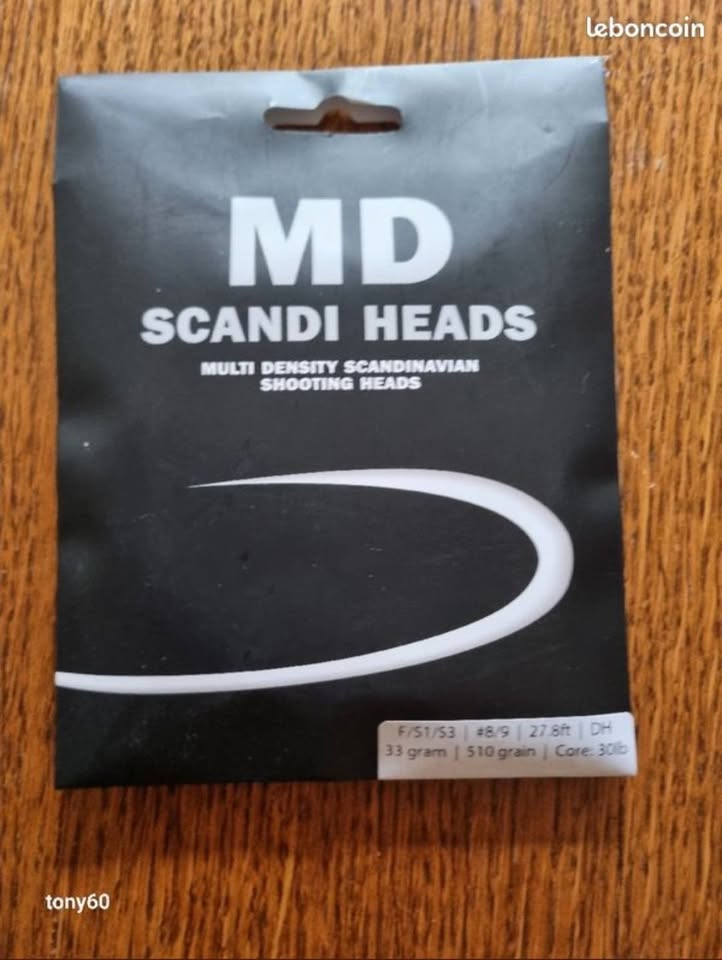 leboncoin
MD
SCANDI HEADS
MULTI DENSITY SCANDINAVIAN
SHOOTING HEADS
F/S1/S3 | #8/9 | 27.8ft | DH
33 gram | 510 grain | Core: 30lb
tony60